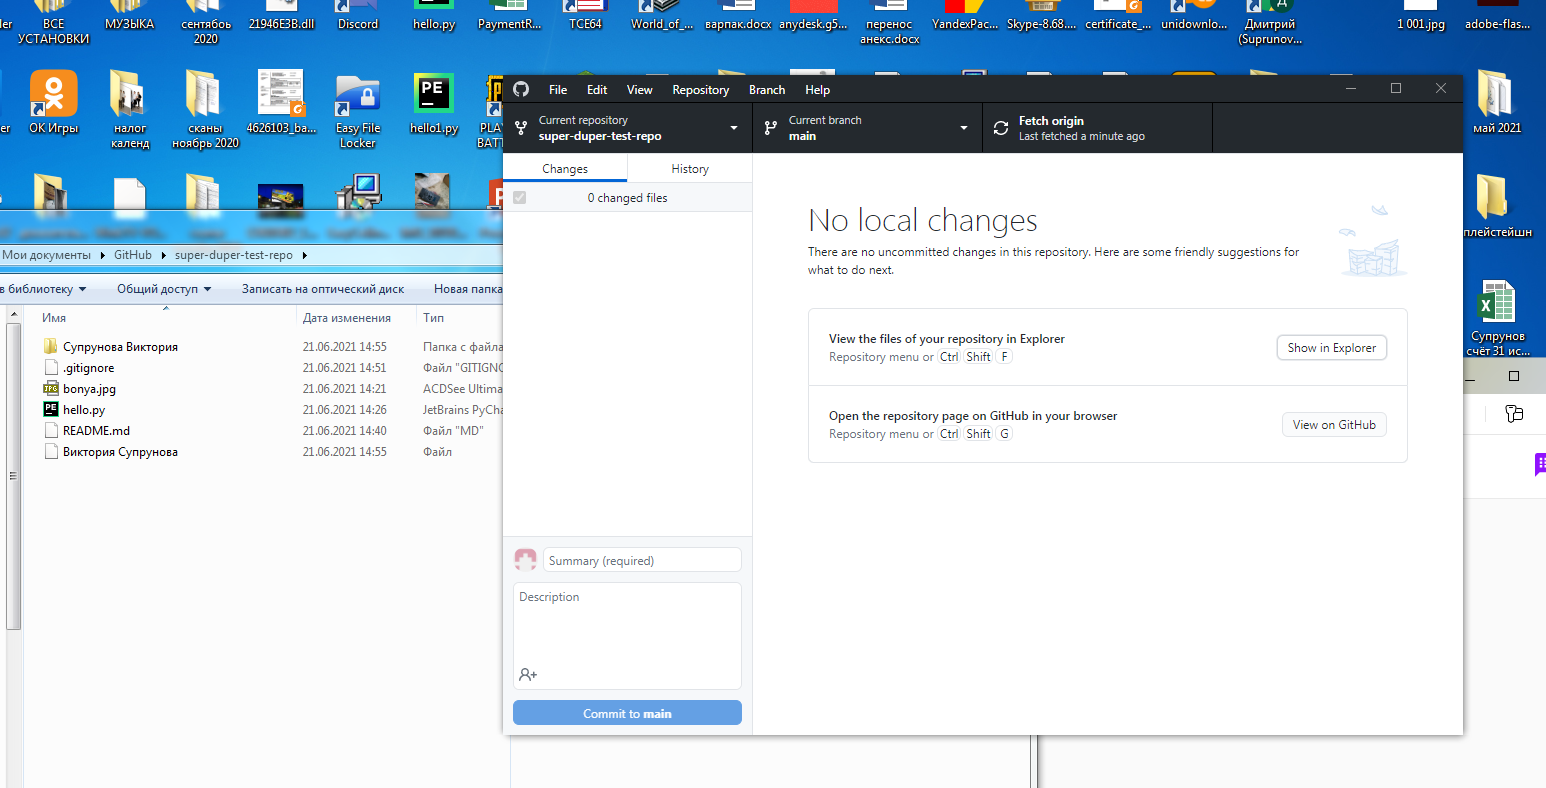 ВСЕ
УСТАНОВКИ
МУЗЫКА
сентябрь
2020
21946E3B.dll
Discord
hello.py
PaymentR...
TCE64
World_of_...
варпак.docx
anydesk.g5...
перенос
анекс.docx
YandexPac...
Skype-8.68....
certificate_...
unidownlo...
Дмитрий
(Suprunov...
1 001.jpg
adobe-flas...
ОК Игры
налог
календ
сканы
ноябрь 2020
4626103_ba...
Easy File
Locker
PE
hello1.py
май 2021
плейстейшн
Супрунов
счёт 31 ис...
File
Edit
View
Repository
Branch
Help
Current repository
super-duper-test-repo
Current branch
main
Fetch origin
Last fetched a minute ago
Changes
History
0 changed files
No local changes
There are no uncommitted changes in this repository. Here are some friendly suggestions for
what to do next.
View the files of your repository in Explorer
Repository menu or Ctrl Shift F
Show in Explorer
Open the repository page on GitHub in your browser
Repository menu or Ctrl Shift G
View on GitHub
Summary (required)
Description
Commit to main
Мои документы
GitHub
super-duper-test-repo
в библиотеку
Общий доступ
Записать на оптический диск
Новая папка
Имя
Дата изменения
Тип
Супрунова Виктория 21.06.2021 14:55 Папка с файла
.gitignore 21.06.2021 14:51 Файл "GITIGNO
bonya.jpg 21.06.2021 14:21 ACDSee Ultima
hello.py 21.06.2021 14:26 JetBrains PyCha
README.md 21.06.2021 14:40 Файл "MD"
Виктория Супрунова 21.06.2021 14:55 Файл